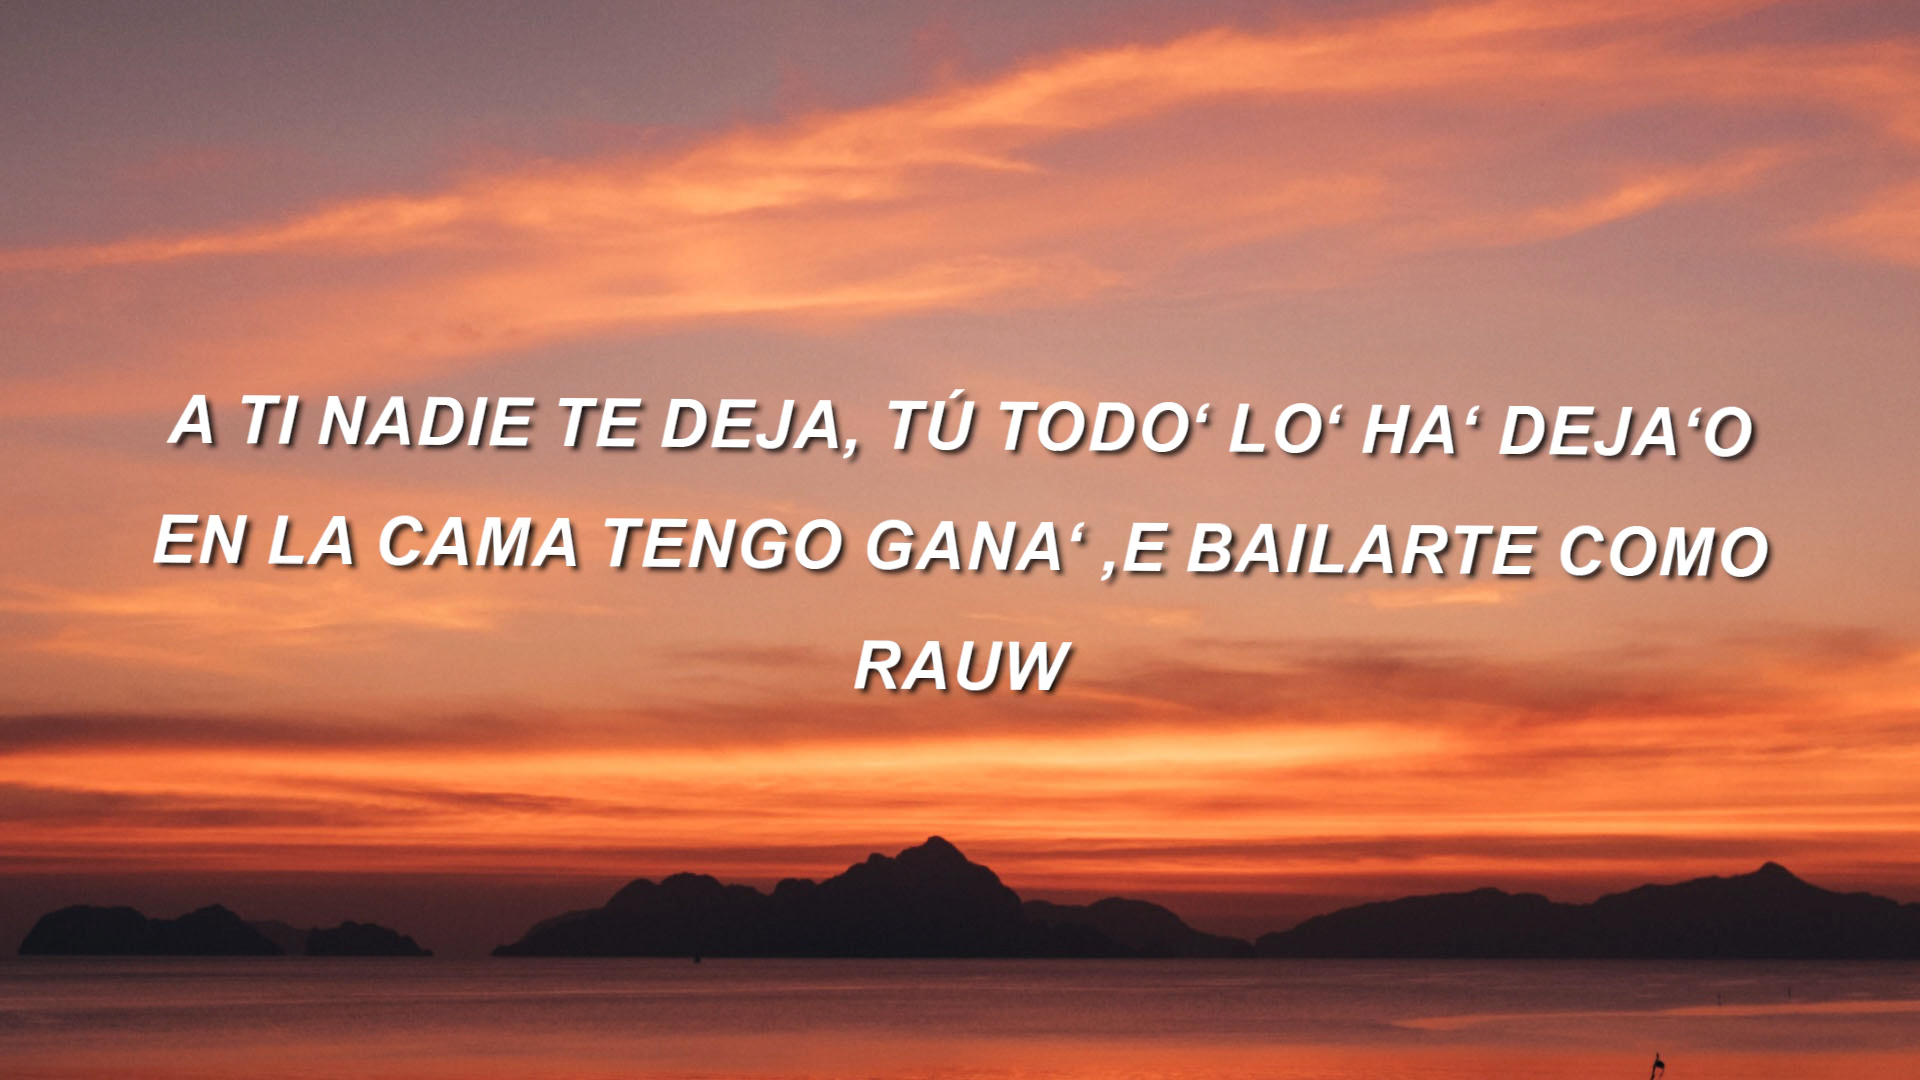 A TI NADIE TE DEJA, TÚ TODO‘ LO‘ HA‘ DEJA‘O
EN LA CAMA TENGO GANA‘ ,E BAILARTE COMO
RAUW